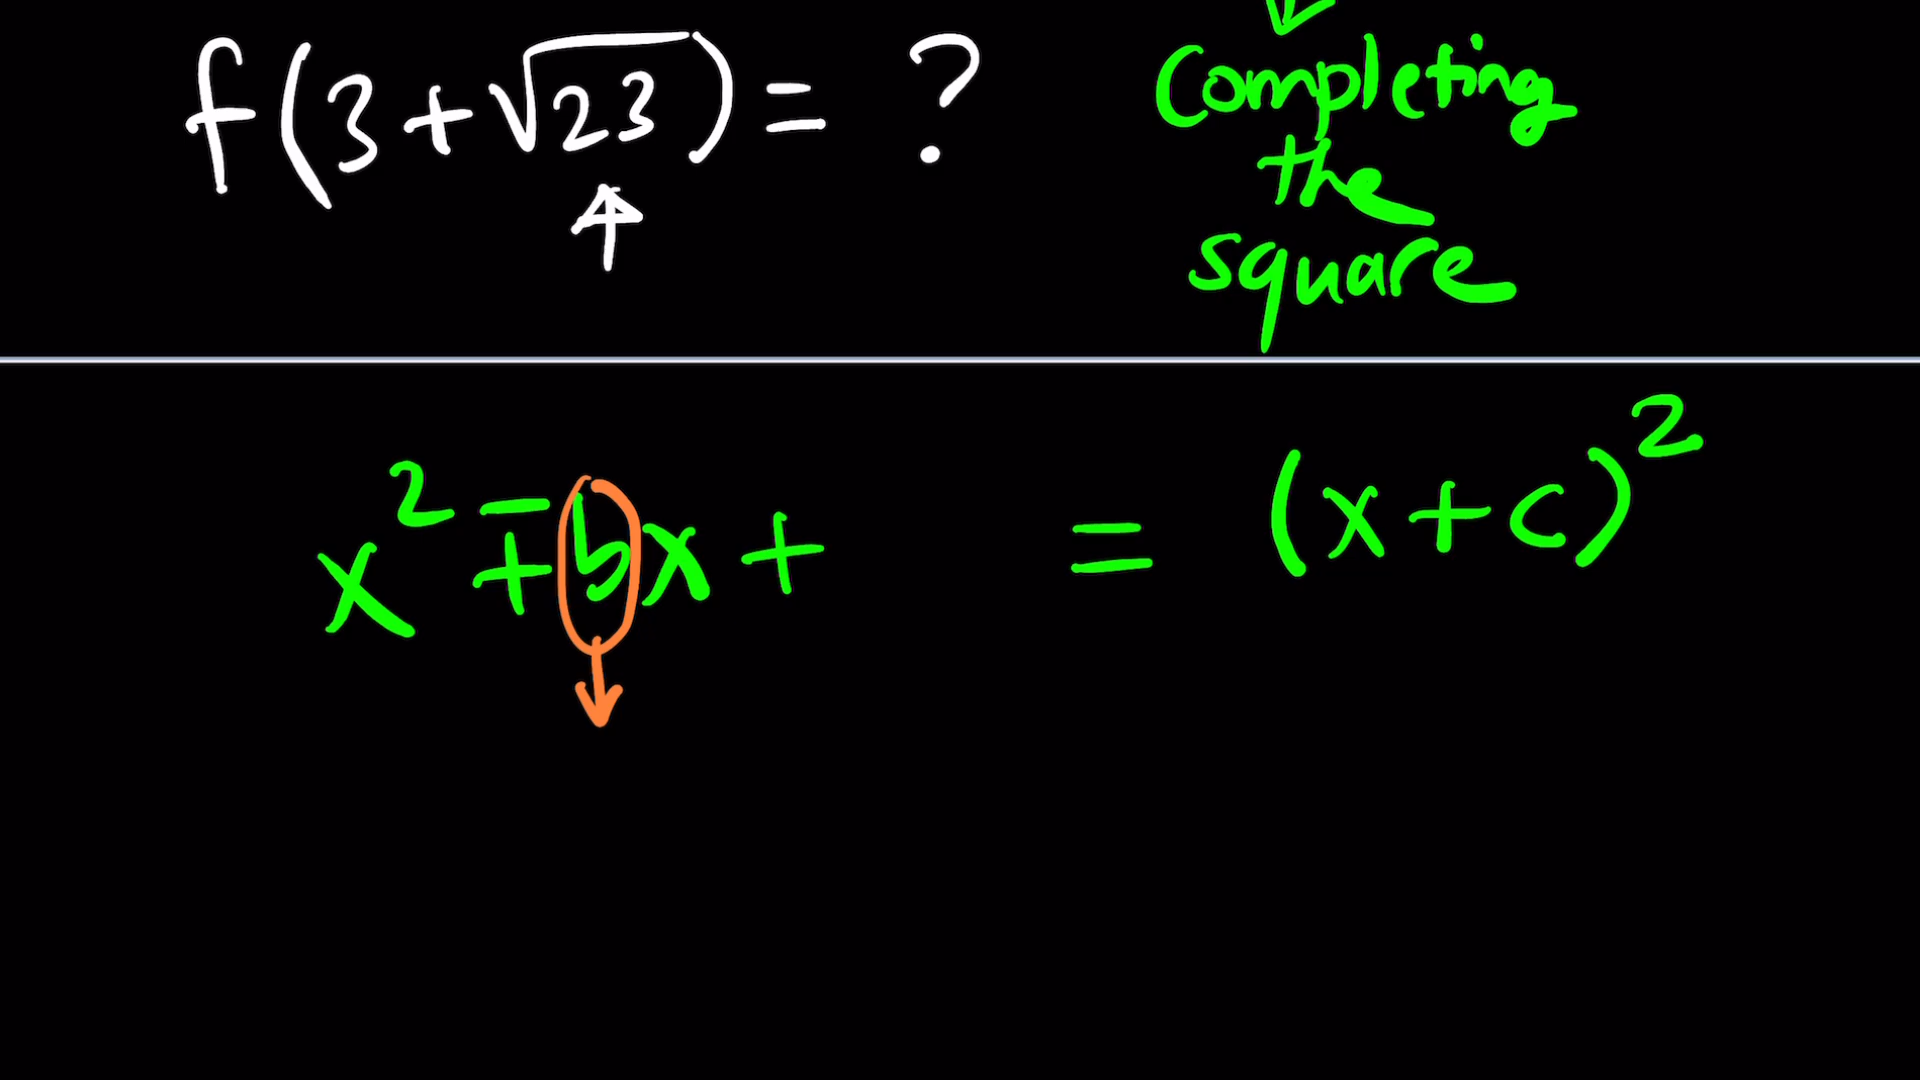 f(3+√23) = ?
Completing
the
square
x² ∓ bx + = (x+c)²